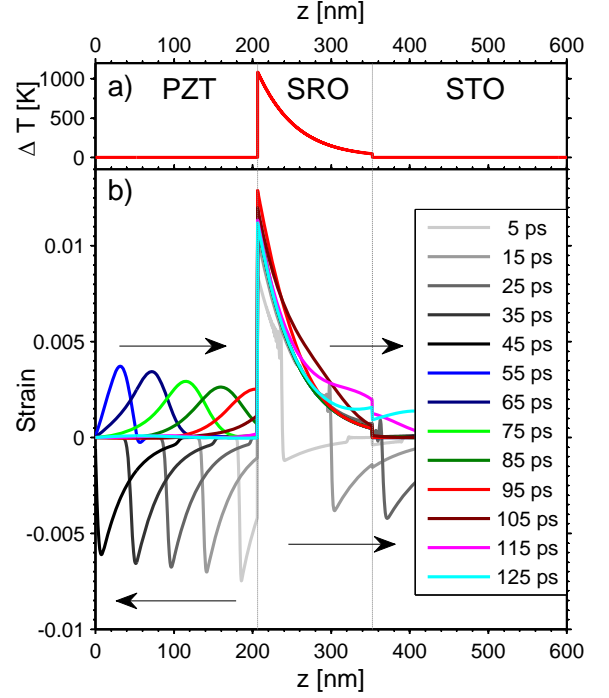 z [nm]
0 100 200 300 400 500 600
1000
500
0
Δ T [K]
a) PZT SRO STO
b)
0.01
0.005
0
-0.005
-0.01
Strain
5 ps
15 ps
25 ps
35 ps
45 ps
55 ps
65 ps
75 ps
85 ps
95 ps
105 ps
115 ps
125 ps
0 100 200 300 400 500 600
z [nm]